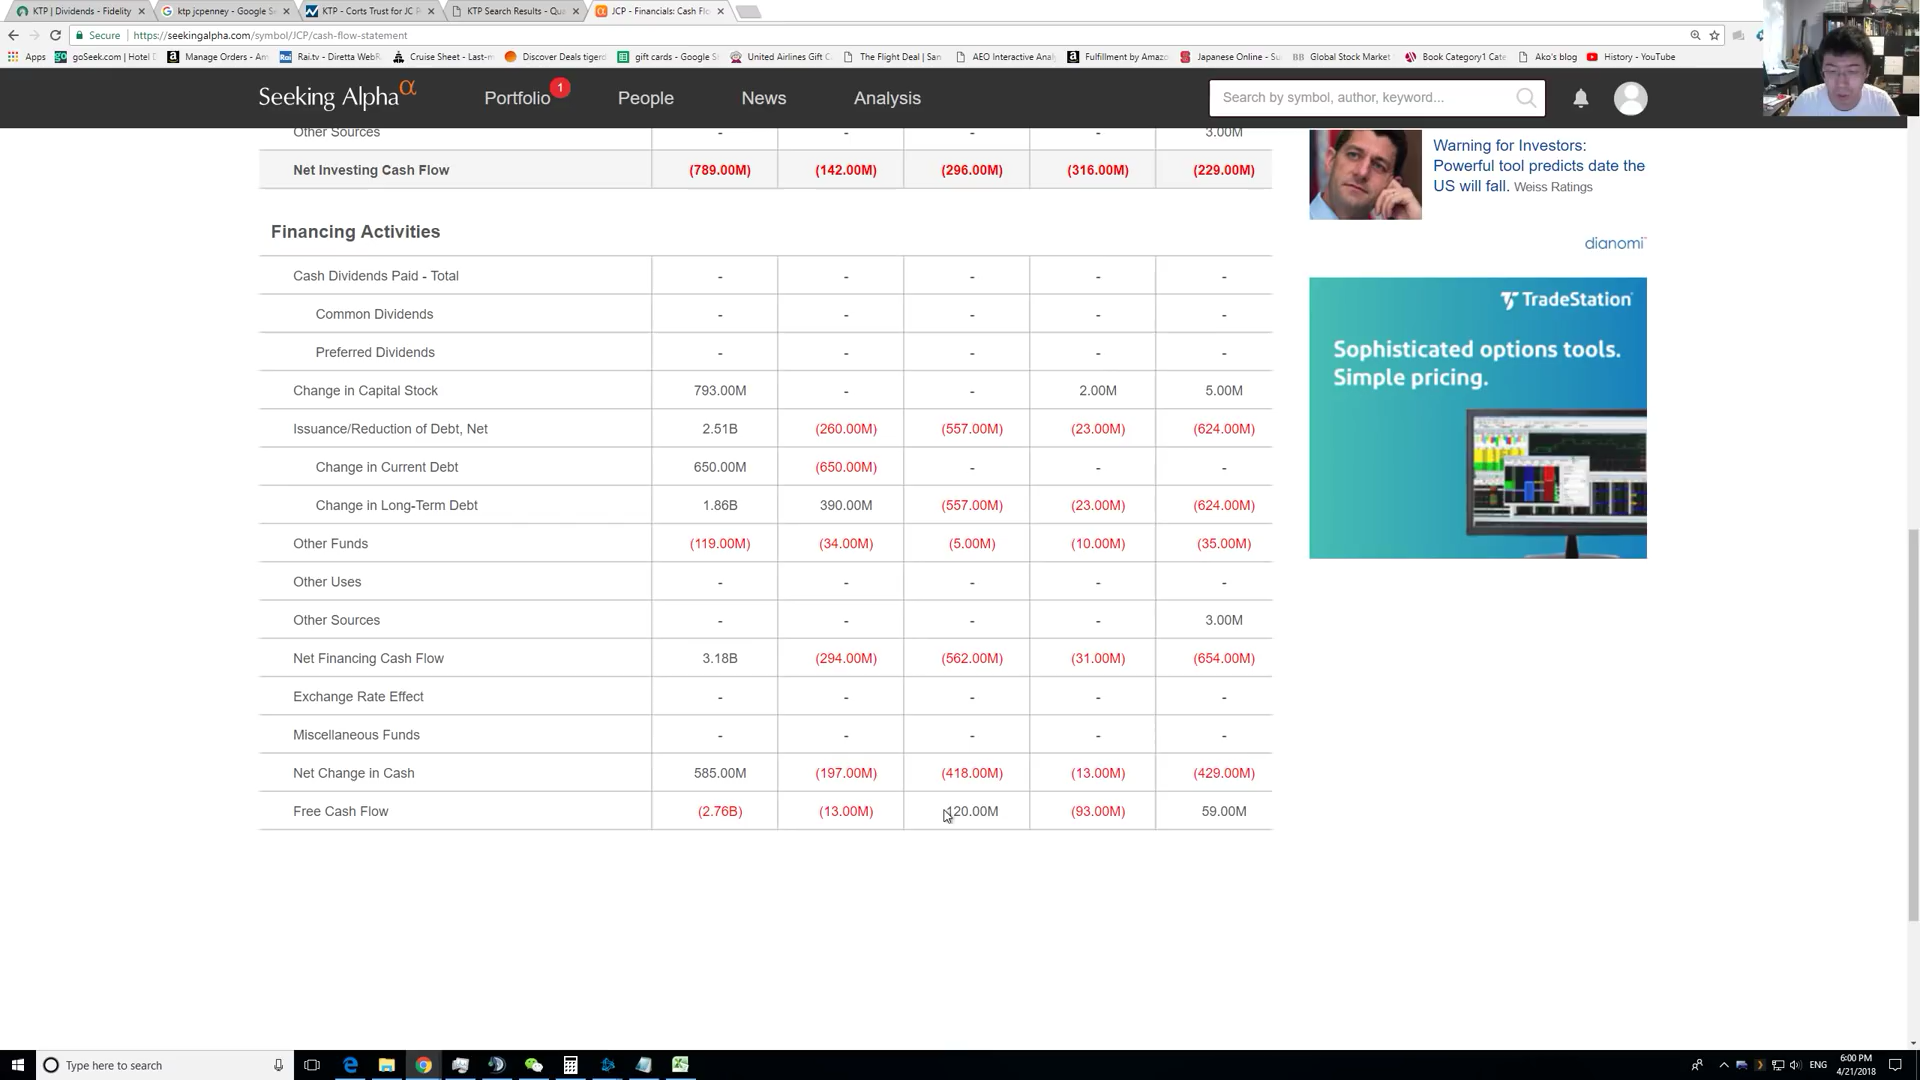 KTP | Dividends - Fidelity
ktp jcpenney - Google S
KTP - Corts Trust for JC P
KTP Search Results - Qu
JCP - Financials: Cash Fl
Secure
https://seekingalpha.com/symbol/JCP/cash-flow-statement
Apps
goSeek.com | Hotel D
Manage Orders - Am
Rai.tv - Diretta WebR
Cruise Sheet - Last-m
Discover Deals tigerd
gift cards - Google S
United Airlines Gift C
The Flight Deal | San
AEO Interactive Anal
Fulfillment by Amazo
Japanese Online - Su
BB Global Stock Market
Book Category1 Cate
Ako's blog
History - YouTube
Seeking Alpha α
Portfolio 1
People
News
Analysis
Search by symbol, author, keyword...
Other Sources - - - - 3.00M
Net Investing Cash Flow (789.00M) (142.00M) (296.00M) (316.00M) (229.00M)
Financing Activities
Cash Dividends Paid - Total - - - - -
Common Dividends - - - - -
Preferred Dividends - - - - -
Change in Capital Stock 793.00M - - 2.00M 5.00M
Issuance/Reduction of Debt, Net 2.51B (260.00M) (557.00M) (23.00M) (624.00M)
Change in Current Debt 650.00M (650.00M) - - -
Change in Long-Term Debt 1.86B 390.00M (557.00M) (23.00M) (624.00M)
Other Funds (119.00M) (34.00M) (5.00M) (10.00M) (35.00M)
Other Uses - - - - -
Other Sources - - - - 3.00M
Net Financing Cash Flow 3.18B (294.00M) (562.00M) (31.00M) (654.00M)
Exchange Rate Effect - - - - -
Miscellaneous Funds - - - - -
Net Change in Cash 585.00M (197.00M) (418.00M) (13.00M) (429.00M)
Free Cash Flow (2.76B) (13.00M) 120.00M (93.00M) 59.00M
Warning for Investors:
Powerful tool predicts date the
US will fall. Weiss Ratings
dianomi
TradeStation
Sophisticated options tools.
Simple pricing.
Type here to search
ENG
6:00 PM
4/21/2018